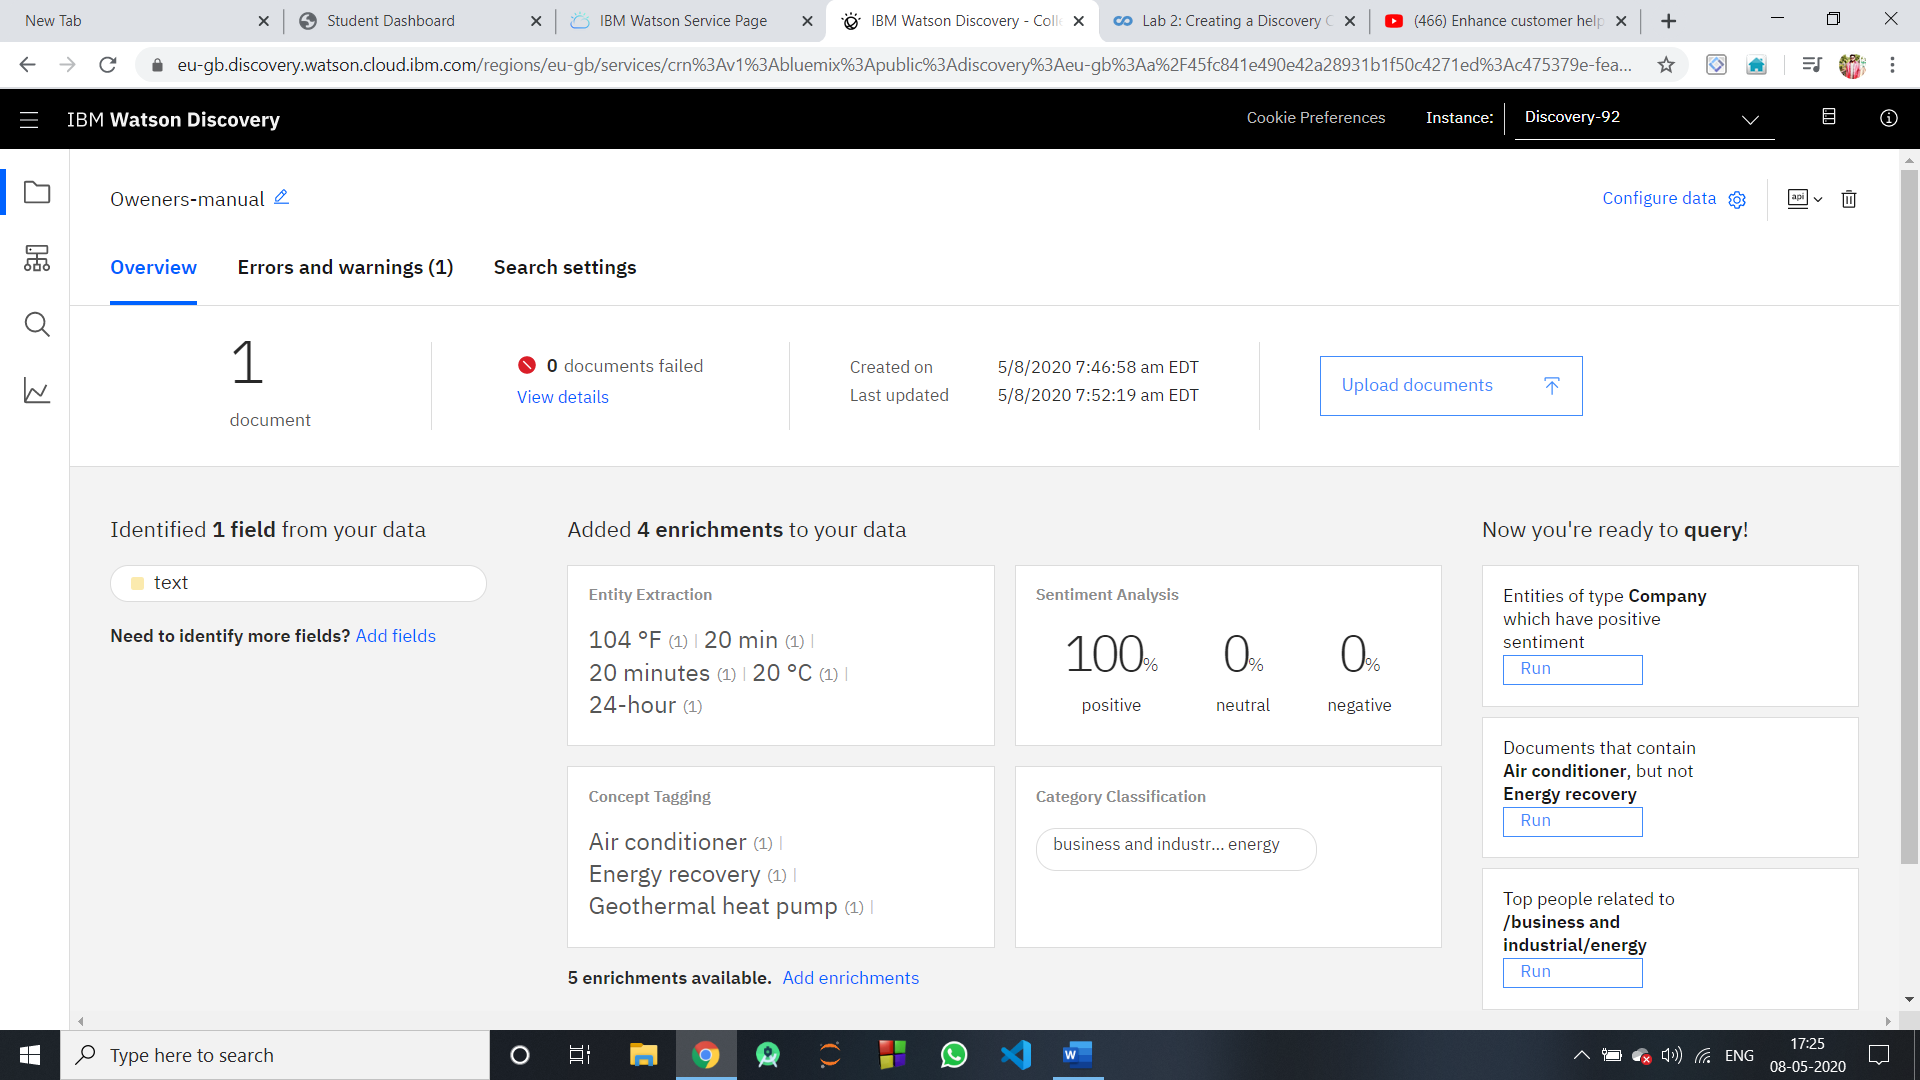 New Tab
Student Dashboard
IBM Watson Service Page
IBM Watson Discovery - Coll
Lab 2: Creating a Discovery C
(466) Enhance customer help
eu-gb.discovery.watson.cloud.ibm.com/regions/eu-gb/services/crn%3Av1%3Abluemix%3Apublic%3Adiscovery%3Aeu-gb%3Aa%2F45fc841e490e42a28931b1f50c4271ed%3Ac475379e-fea...
IBM Watson Discovery
Cookie Preferences
Instance:
Discovery-92
Oweners-manual
Configure data
api
Overview
Errors and warnings (1)
Search settings
1
document
0 documents failed
View details
Created on 5/8/2020 7:46:58 am EDT
Last updated 5/8/2020 7:52:19 am EDT
Upload documents
Identified 1 field from your data
text
Need to identify more fields? Add fields
Added 4 enrichments to your data
Entity Extraction
104 °F (1) | 20 min (1) |
20 minutes (1) | 20 °C (1) |
24-hour (1)
Sentiment Analysis
100% 0% 0%
positive neutral negative
Concept Tagging
Air conditioner (1) |
Energy recovery (1) |
Geothermal heat pump (1) |
Category Classification
business and industr... energy
5 enrichments available. Add enrichments
Now you're ready to query!
Entities of type Company
which have positive
sentiment
Run
Documents that contain
Air conditioner, but not
Energy recovery
Run
Top people related to
/business and
industrial/energy
Run
Type here to search
ENG
17:25
08-05-2020